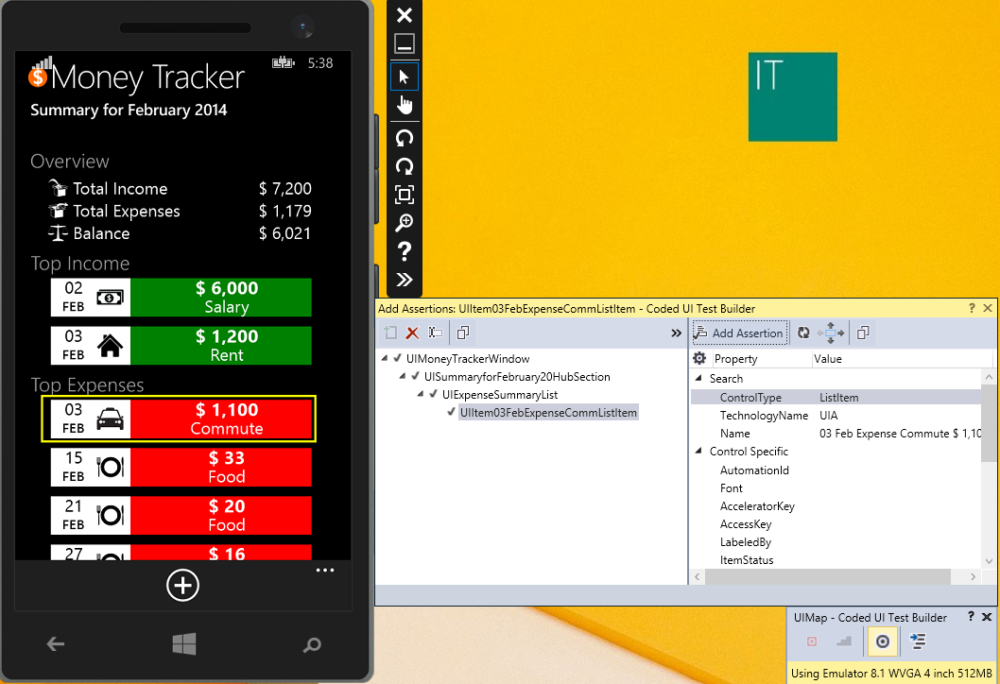 5:38
Money Tracker
Summary for February 2014
Overview
Total Income $ 7,200
Total Expenses $ 1,179
Balance $ 6,021
Top Income
02 FEB $ 6,000 Salary
03 FEB $ 1,200 Rent
Top Expenses
03 FEB $ 1,100 Commute
15 FEB $ 33 Food
21 FEB $ 20 Food
27 $ 16
IT
Add Assertions: UIItem03FebExpenseCommListItem - Coded UI Test Builder
Add Assertion
UIMoneyTrackerWindow
UISummaryforFebruary20HubSection
UIExpenseSummaryList
UIItem03FebExpenseCommListItem
Property Value
Search
ControlType ListItem
TechnologyName UIA
Name 03 Feb Expense Commute $ 1,10
Control Specific
AutomationId
Font
AcceleratorKey
AccessKey
LabeledBy
ItemStatus
UIMap - Coded UI Test Builder
Using Emulator 8.1 WVGA 4 inch 512MB